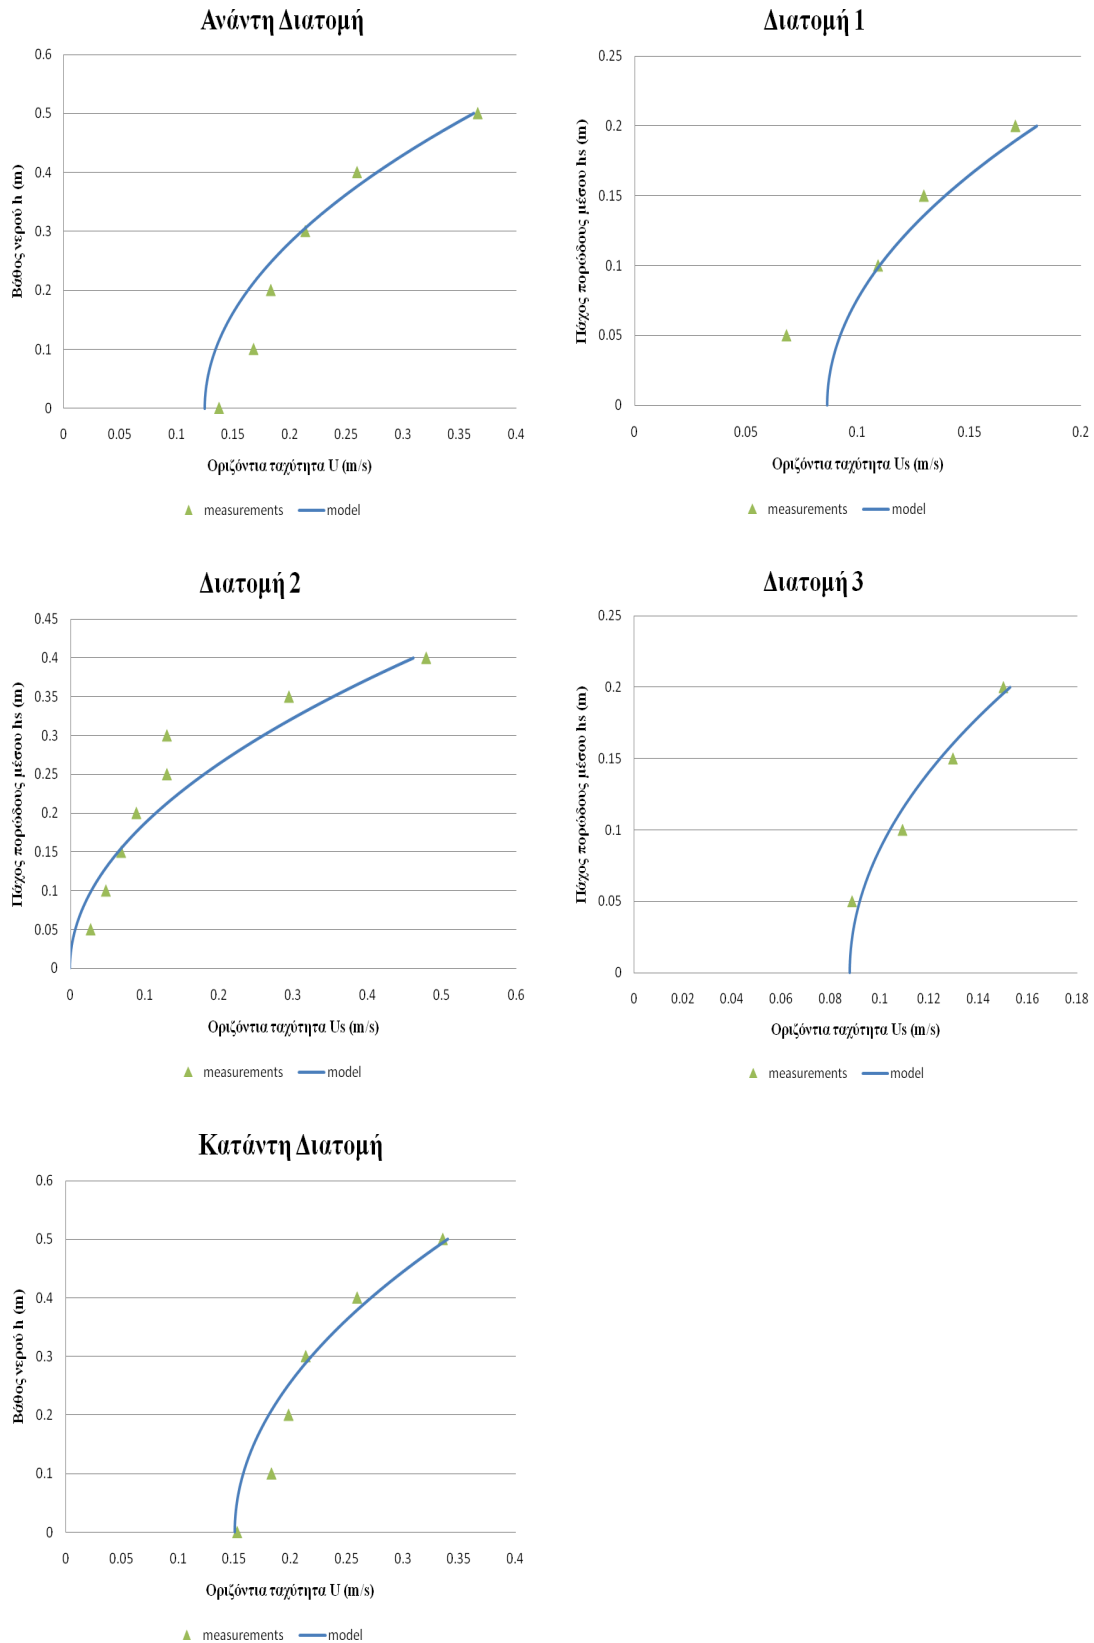 Ανάντη Διατομή
0.6
0.5
0.4
0.3
0.2
0.1
0
Βάθος νερού h (m)
0 0.05 0.1 0.15 0.2 0.25 0.3 0.35 0.4
Οριζόντια ταχύτητα U (m/s)
measurements model
Διατομή 1
0.25
0.2
0.15
0.1
0.05
0
Πάχος πορώδους μέσου hs (m)
0 0.05 0.1 0.15 0.2
Οριζόντια ταχύτητα Us (m/s)
measurements model
Διατομή 2
0.45
0.4
0.35
0.3
0.25
0.2
0.15
0.1
0.05
0
Πάχος πορώδους μέσου hs (m)
0 0.1 0.2 0.3 0.4 0.5 0.6
Οριζόντια ταχύτητα Us (m/s)
measurements model
Διατομή 3
0.25
0.2
0.15
0.1
0.05
0
Πάχος πορώδους μέσου hs (m)
0 0.02 0.04 0.06 0.08 0.1 0.12 0.14 0.16 0.18
Οριζόντια ταχύτητα Us (m/s)
measurements model
Κατάντη Διατομή
0.6
0.5
0.4
0.3
0.2
0.1
0
Βάθος νερού h (m)
0 0.05 0.1 0.15 0.2 0.25 0.3 0.35 0.4
Οριζόντια ταχύτητα U (m/s)
measurements model